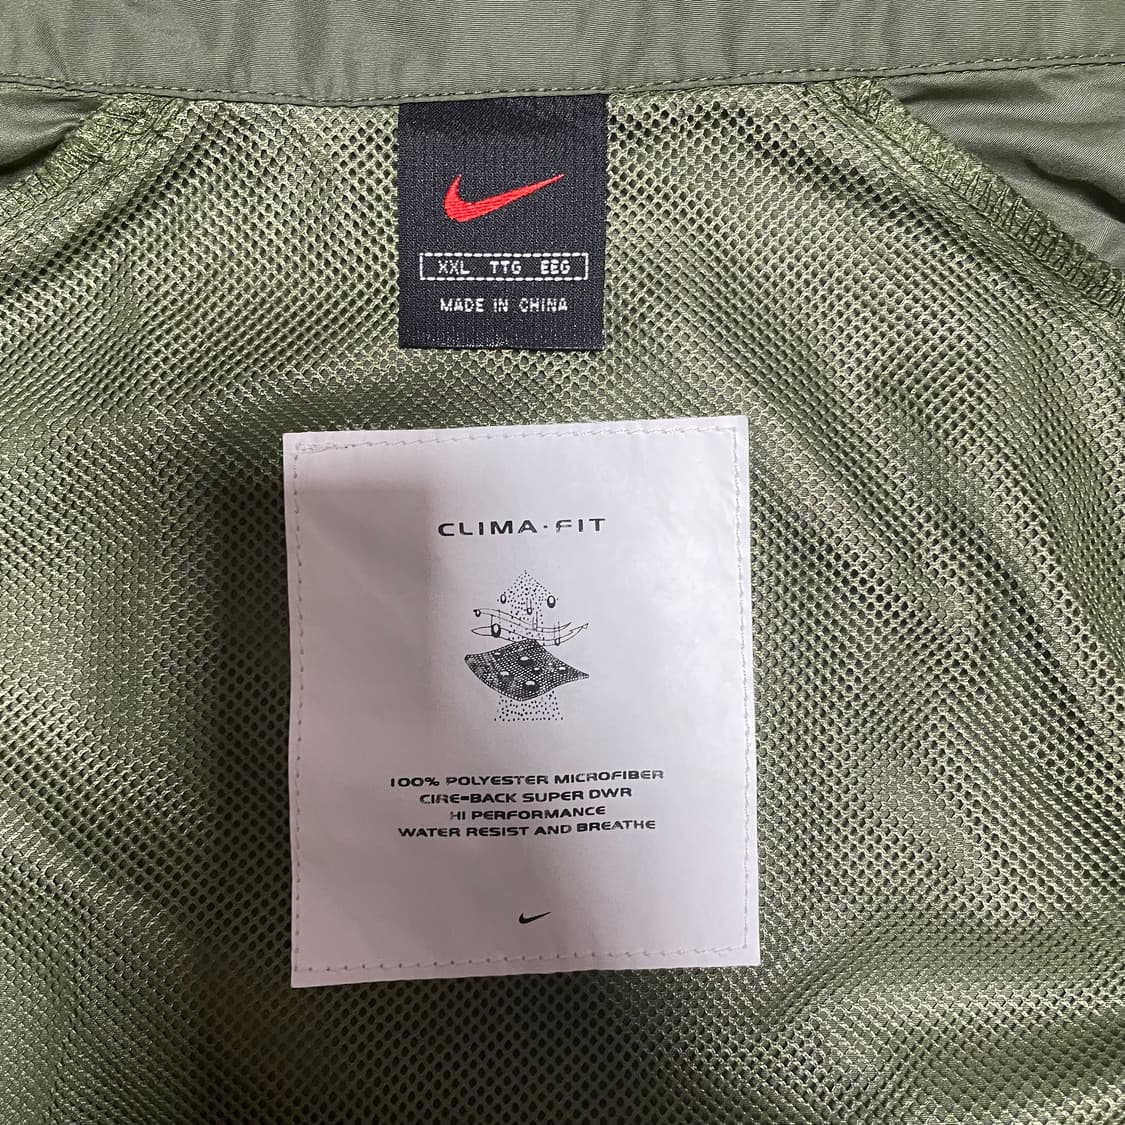 XXL TTG EEG
MADE IN CHINA
CLIMA·FIT
100% POLYESTER MICROFIBER
CIRE-BACK SUPER DWR
HI PERFORMANCE
WATER RESIST AND BREATHE